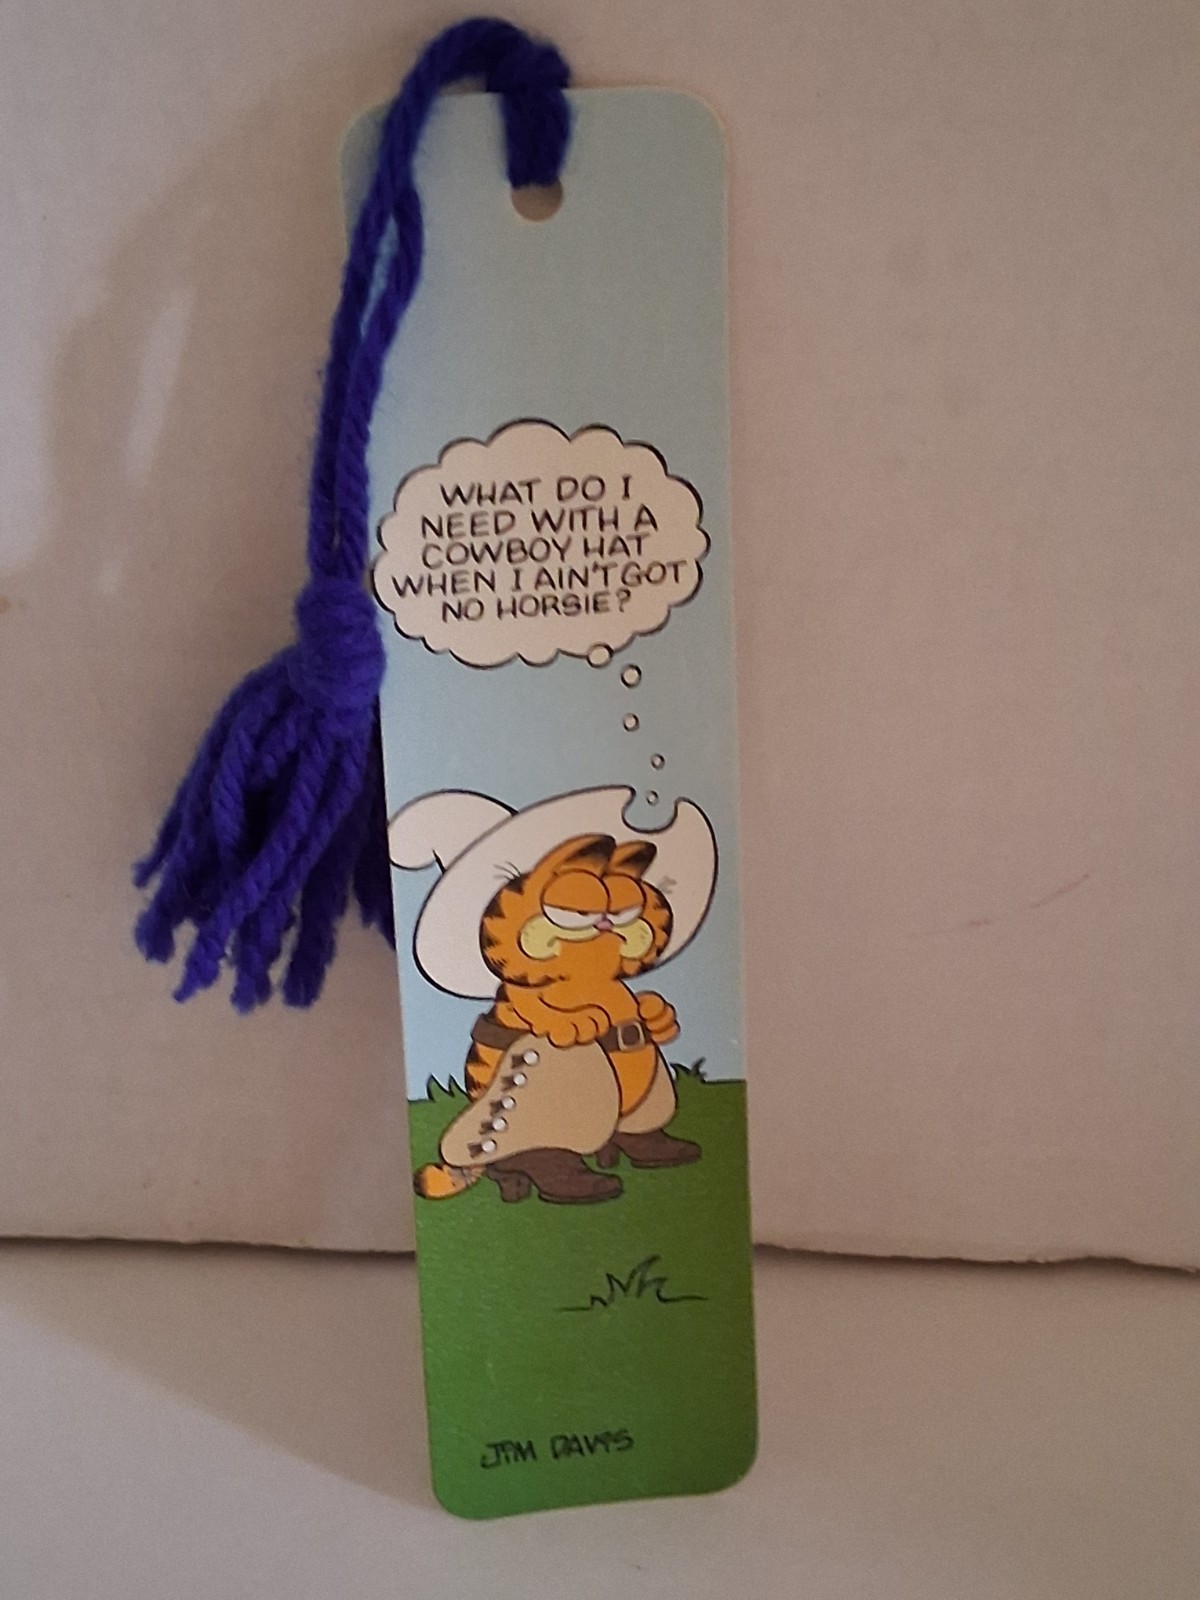 WHAT DO I
NEED WITH A
COWBOY HAT
WHEN I AIN'T GOT
NO HORSIE?
JIM DAVIS